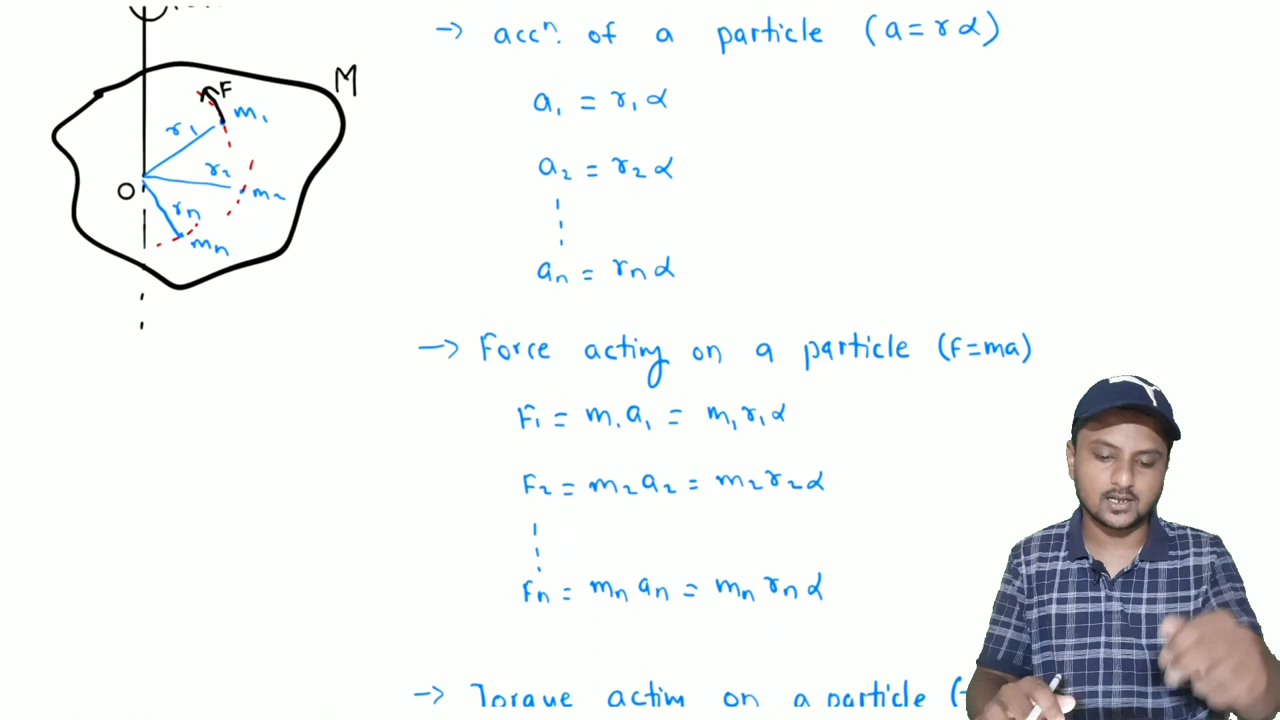 → accⁿ. of a particle (a = rα)
M
F
m₁
r₁
a₁ = r₁α
r₂
a₂ = r₂α
O
m₂
rₙ
mₙ
aₙ = rₙα
→ Force acting on a particle (F=ma)
F₁ = m₁a₁ = m₁r₁α
F₂ = m₂a₂ = m₂r₂α
Fₙ = mₙaₙ = mₙrₙα
→ Torque acting on a particle (